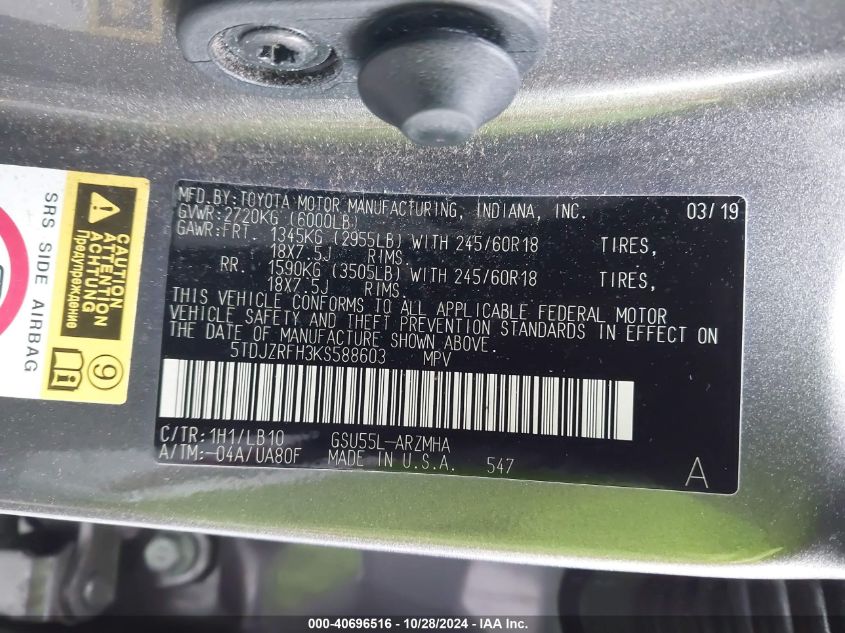 MFD.BY:TOYOTA MOTOR MANUFACTURING, INDIANA, INC. 03/19
GVWR:2720KG (6000LB)
GAWR:FRT. 1345KG (2955LB) WITH 245/60R18 TIRES,
18X7.5J RIMS.
RR. 1590KG (3505LB) WITH 245/60R18 TIRES,
18X7.5J RIMS.
THIS VEHICLE CONFORMS TO ALL APPLICABLE FEDERAL MOTOR
VEHICLE SAFETY AND THEFT PREVENTION STANDARDS IN EFFECT ON
THE DATE OF MANUFACTURE SHOWN ABOVE.
5TDJZRFH3KS588603 MPV
C/TR:1H1/LB10 GSU55L-ARZMHA
A/TM:-04A/UA80F MADE IN U.S.A. 547 A
CAUTION
ATTENTION
ACHTUNG
Предупреждение
9
SRS SIDE AIRBAG
000-40696516 - 10/28/2024 - IAA Inc.